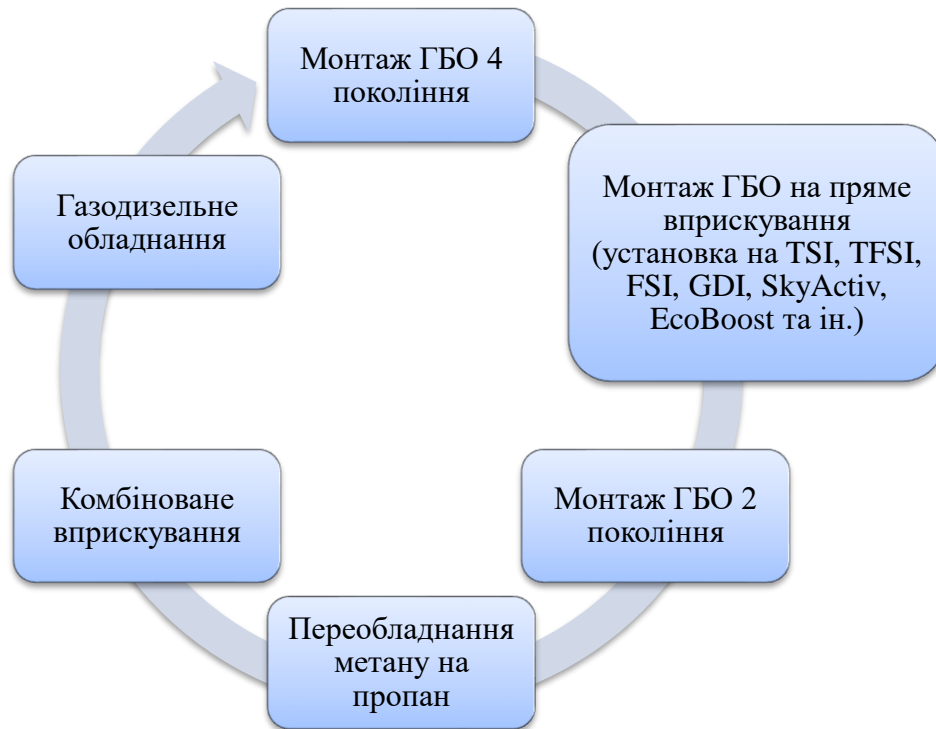 Монтаж ГБО 4
покоління
Монтаж ГБО на пряме
вприскування
(установка на TSI, TFSI,
FSI, GDI, SkyActiv,
EcoBoost та ін.)
Монтаж ГБО 2
покоління
Переобладнання
метану на
пропан
Комбіноване
вприскування
Газодизельне
обладнання